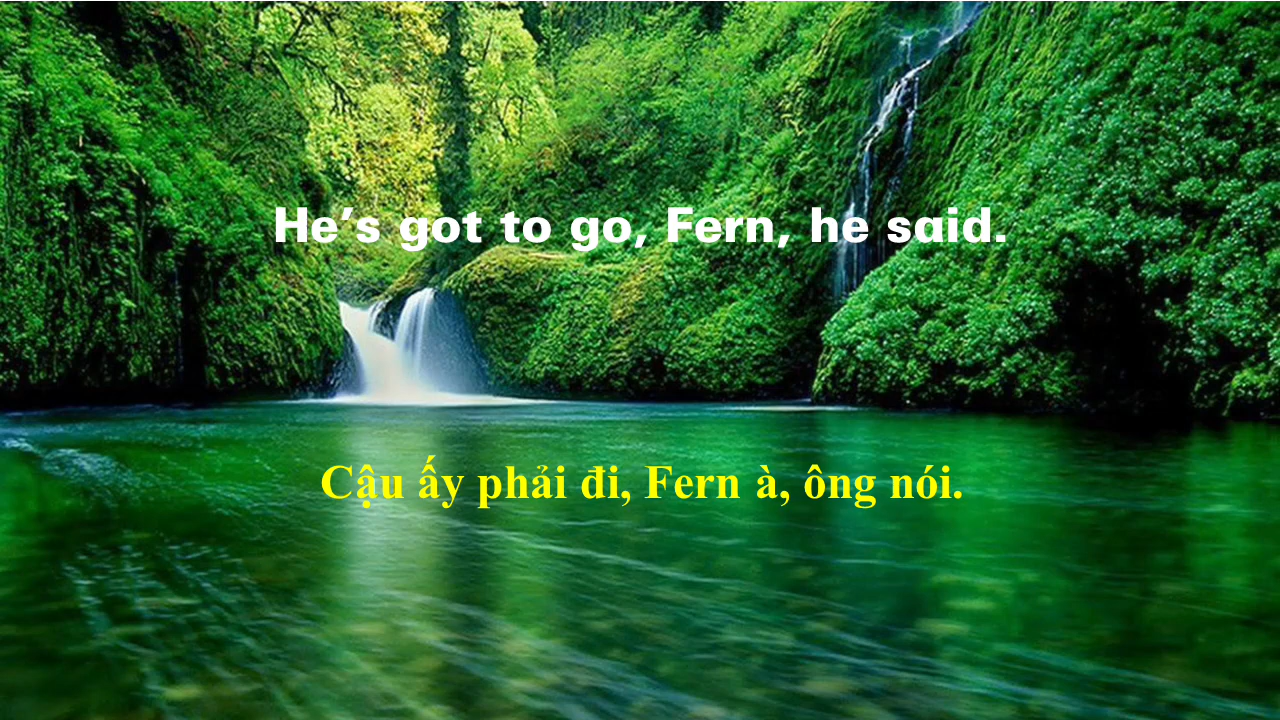 He’s got to go, Fern, he said.
Cậu ấy phải đi, Fern à, ông nói.